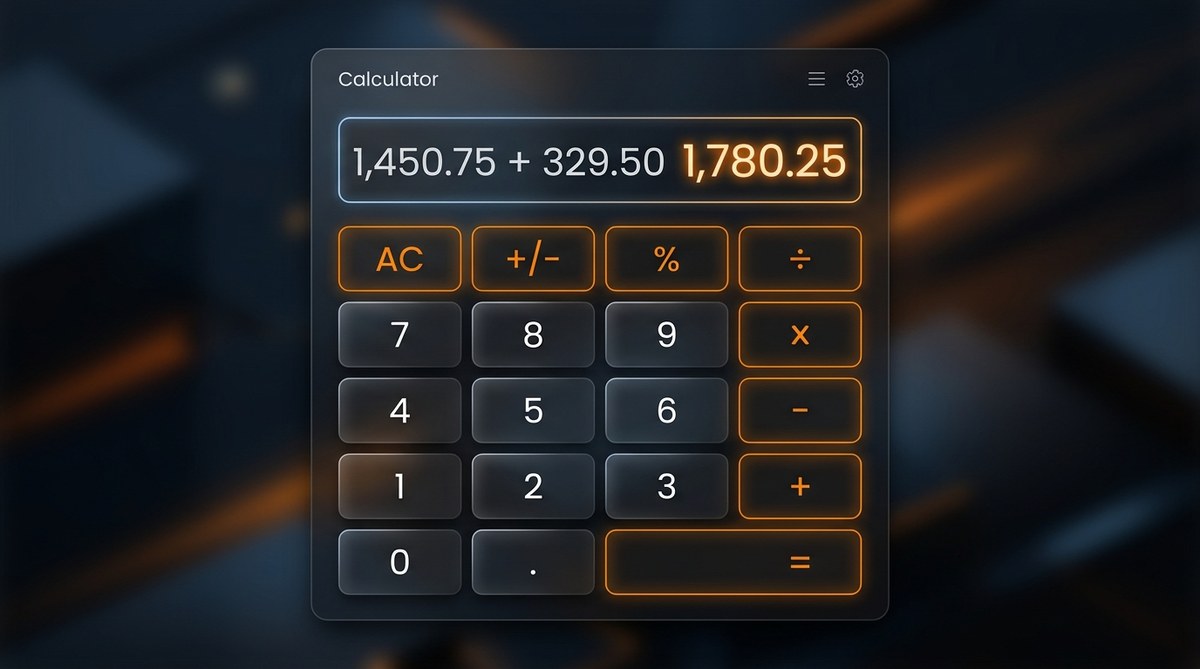 Calculator
1,450.75 + 329.50 1,780.25
AC +/- % ÷
7 8 9 x
4 5 6 -
1 2 3 +
0 . =